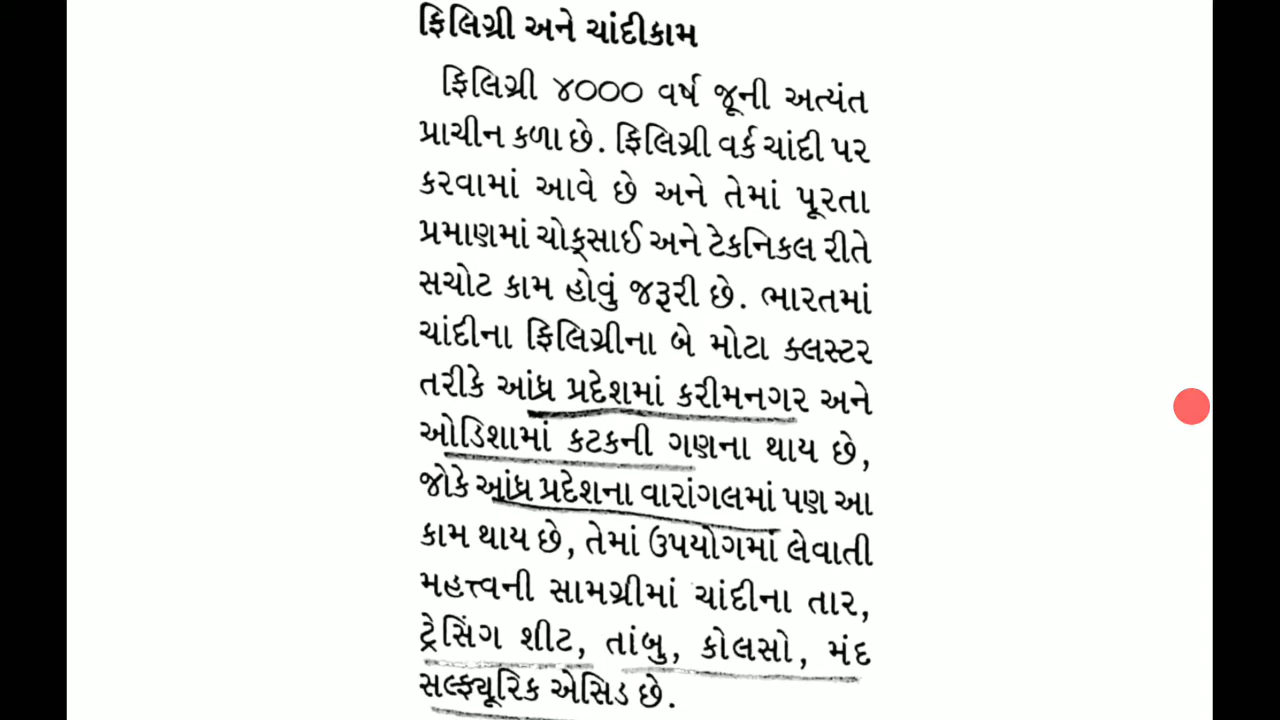 ફિલિગ્રી અને ચાંદીકામ
ફિલિગ્રી ૪૦૦૦ વર્ષ જૂની અત્યંત
પ્રાચીન કળા છે. ફિલિગ્રી વર્ક ચાંદી પર
કરવામાં આવે છે અને તેમાં પૂરતા
પ્રમાણમાં ચોક્સાઈ અને ટેકનિકલ રીતે
સચોટ કામ હોવું જરૂરી છે. ભારતમાં
ચાંદીના ફિલિગ્રીના બે મોટા ક્લસ્ટર
તરીકે આંધ્ર પ્રદેશમાં કરીમનગર અને
ઓડિશામાં કટકની ગણના થાય છે,
જોકે આંધ્ર પ્રદેશના વારાંગલમાં પણ આ
કામ થાય છે, તેમાં ઉપયોગમાં લેવાતી
મહત્ત્વની સામગ્રીમાં ચાંદીના તાર,
ટ્રેસિંગ શીટ, તાંબુ, કોલસો, મંદ
સલ્ફ્યૂરિક એસિડ છે.